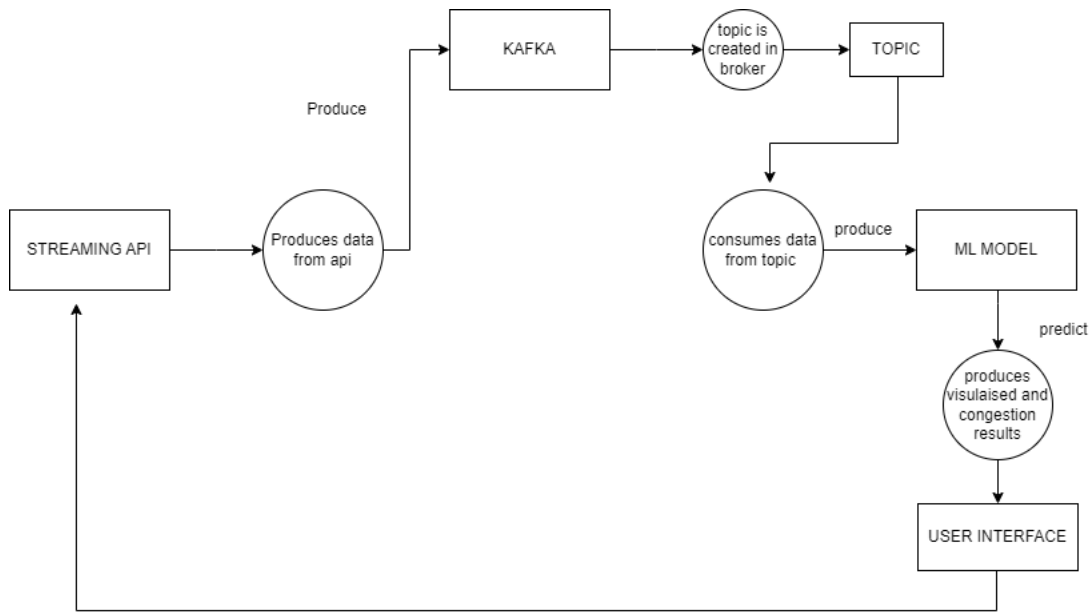 KAFKA
topic is
created in
broker
TOPIC
Produce
STREAMING API
Produces data
from api
consumes data
from topic
produce
ML MODEL
predict
produces
visulaised and
congestion
results
USER INTERFACE